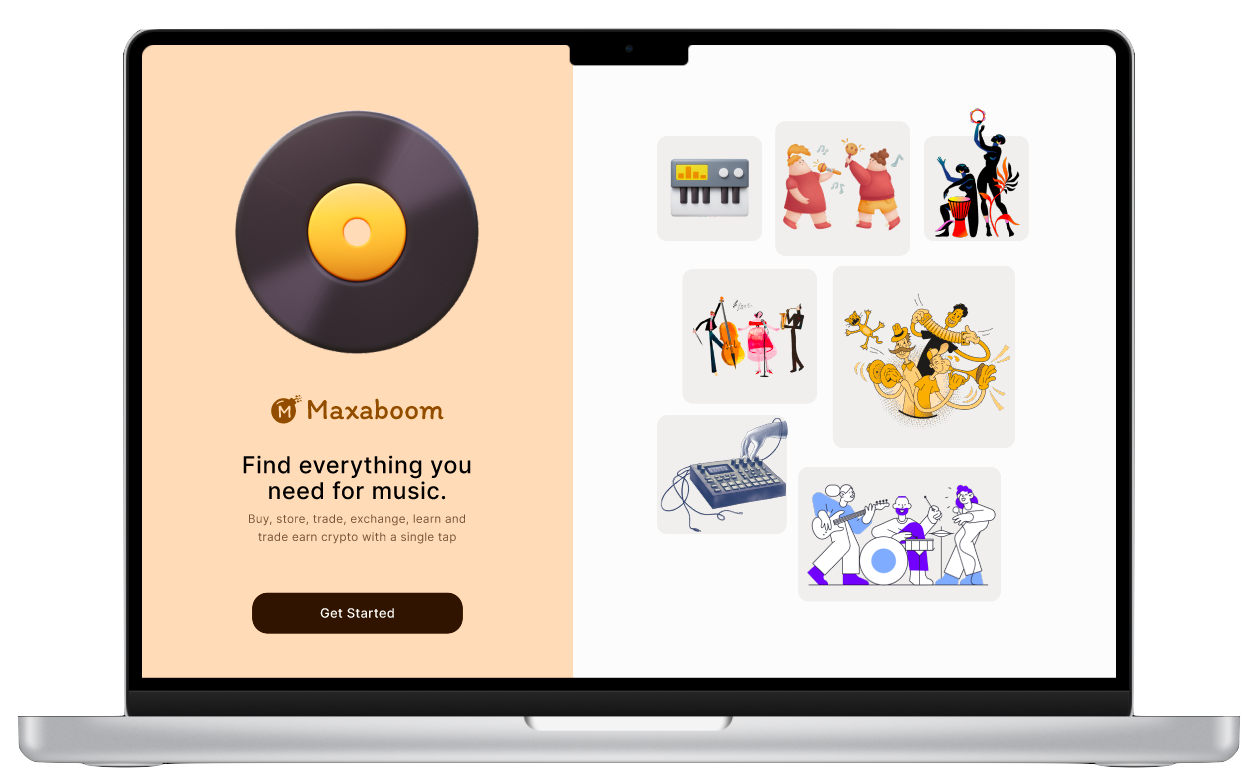 M Maxaboom
Find everything you
need for music.
Buy, store, trade, exchange, learn and
trade earn crypto with a single tap
Get Started